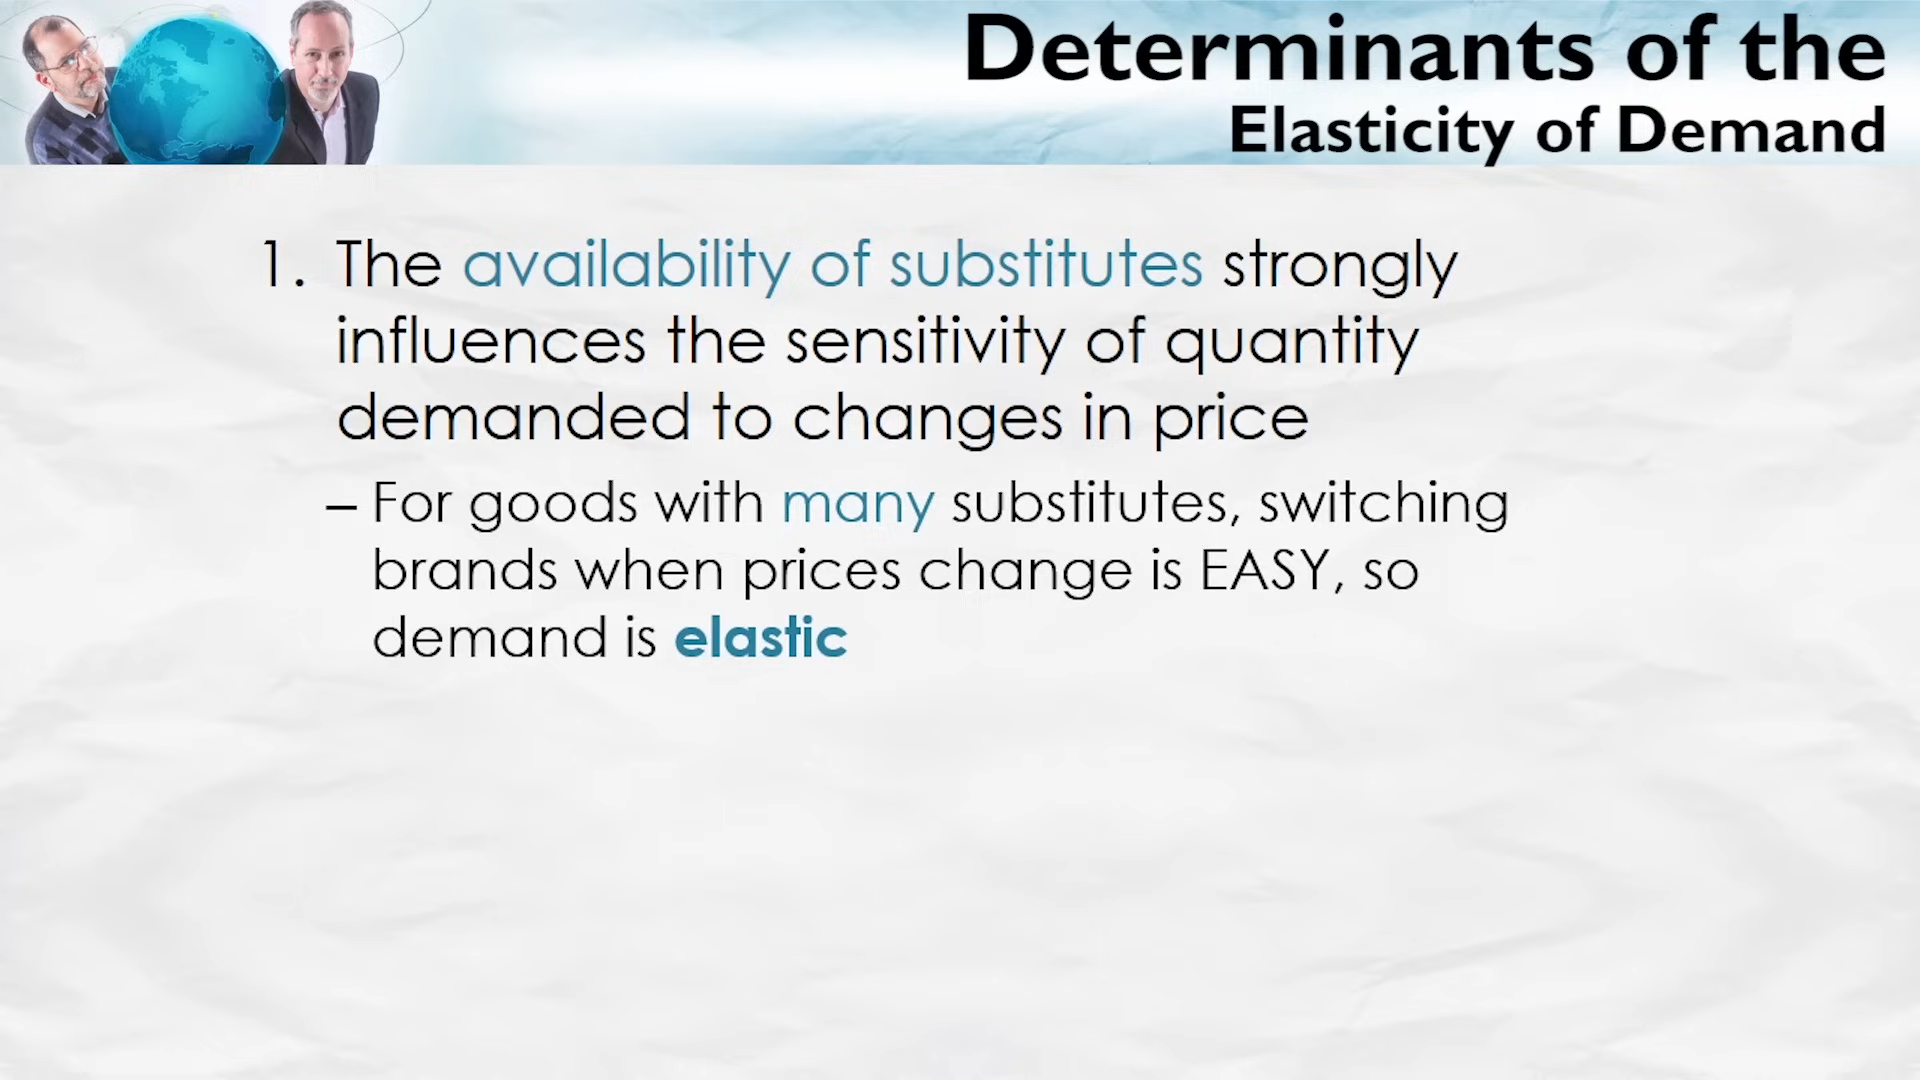 Determinants of the
Elasticity of Demand
1. The availability of substitutes strongly
influences the sensitivity of quantity
demanded to changes in price
– For goods with many substitutes, switching
brands when prices change is EASY, so
demand is elastic